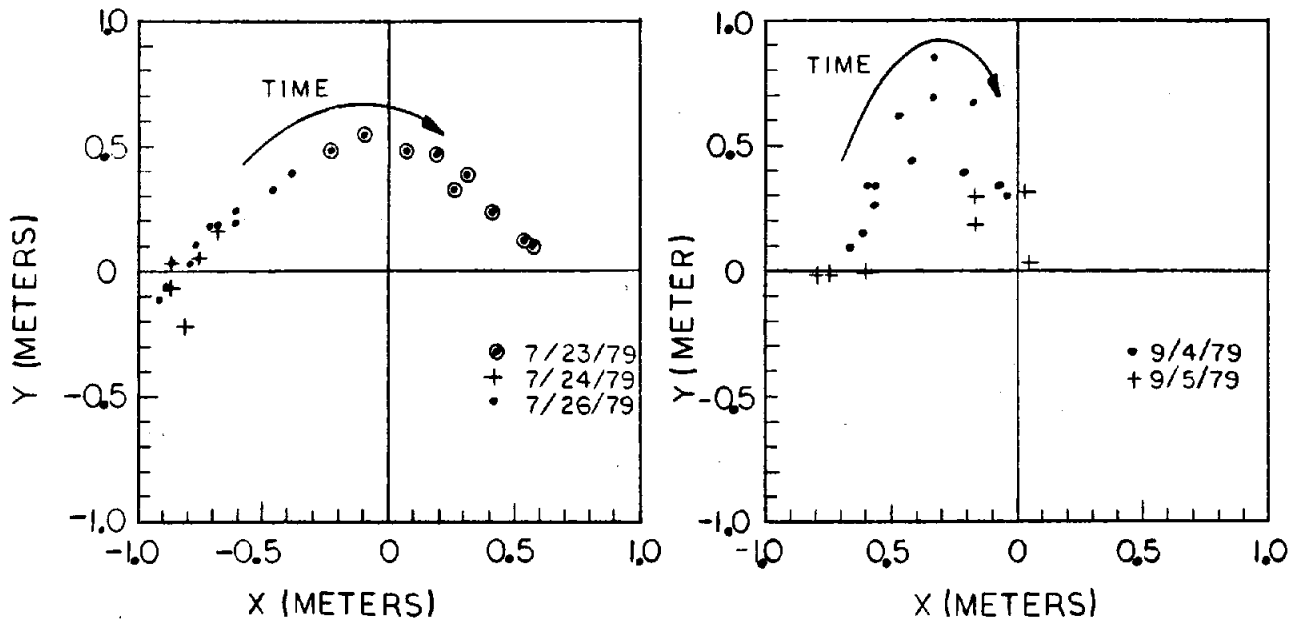 1.0
0.5
0
-0.5
-1.0
Y (METERS)
TIME
7/23/79
7/24/79
7/26/79
-1.0 -0.5 0 0.5 1.0
X (METERS)
1.0
0.5
0
-0.5
-1.0
Y (METER)
TIME
9/4/79
9/5/79
-1.0 0.5 0 0.5 1.0
X (METERS)